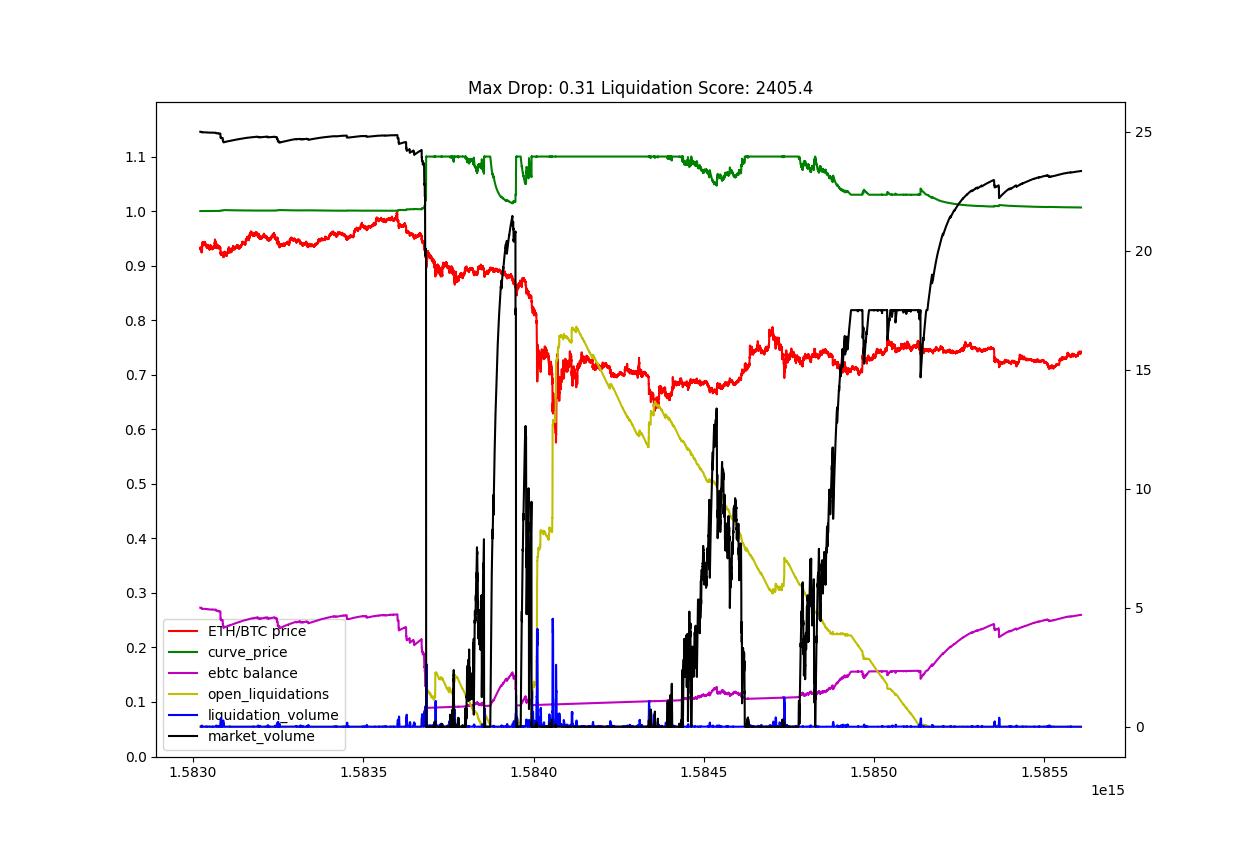 Max Drop: 0.31 Liquidation Score: 2405.4
1.1
1.0
0.9
0.8
0.7
0.6
0.5
0.4
0.3
0.2
0.1
0.0
25
20
15
10
5
0
ETH/BTC price
curve_price
ebtc balance
open_liquidations
liquidation_volume
market_volume
1.5830 1.5835 1.5840 1.5845 1.5850 1.5855
1e15